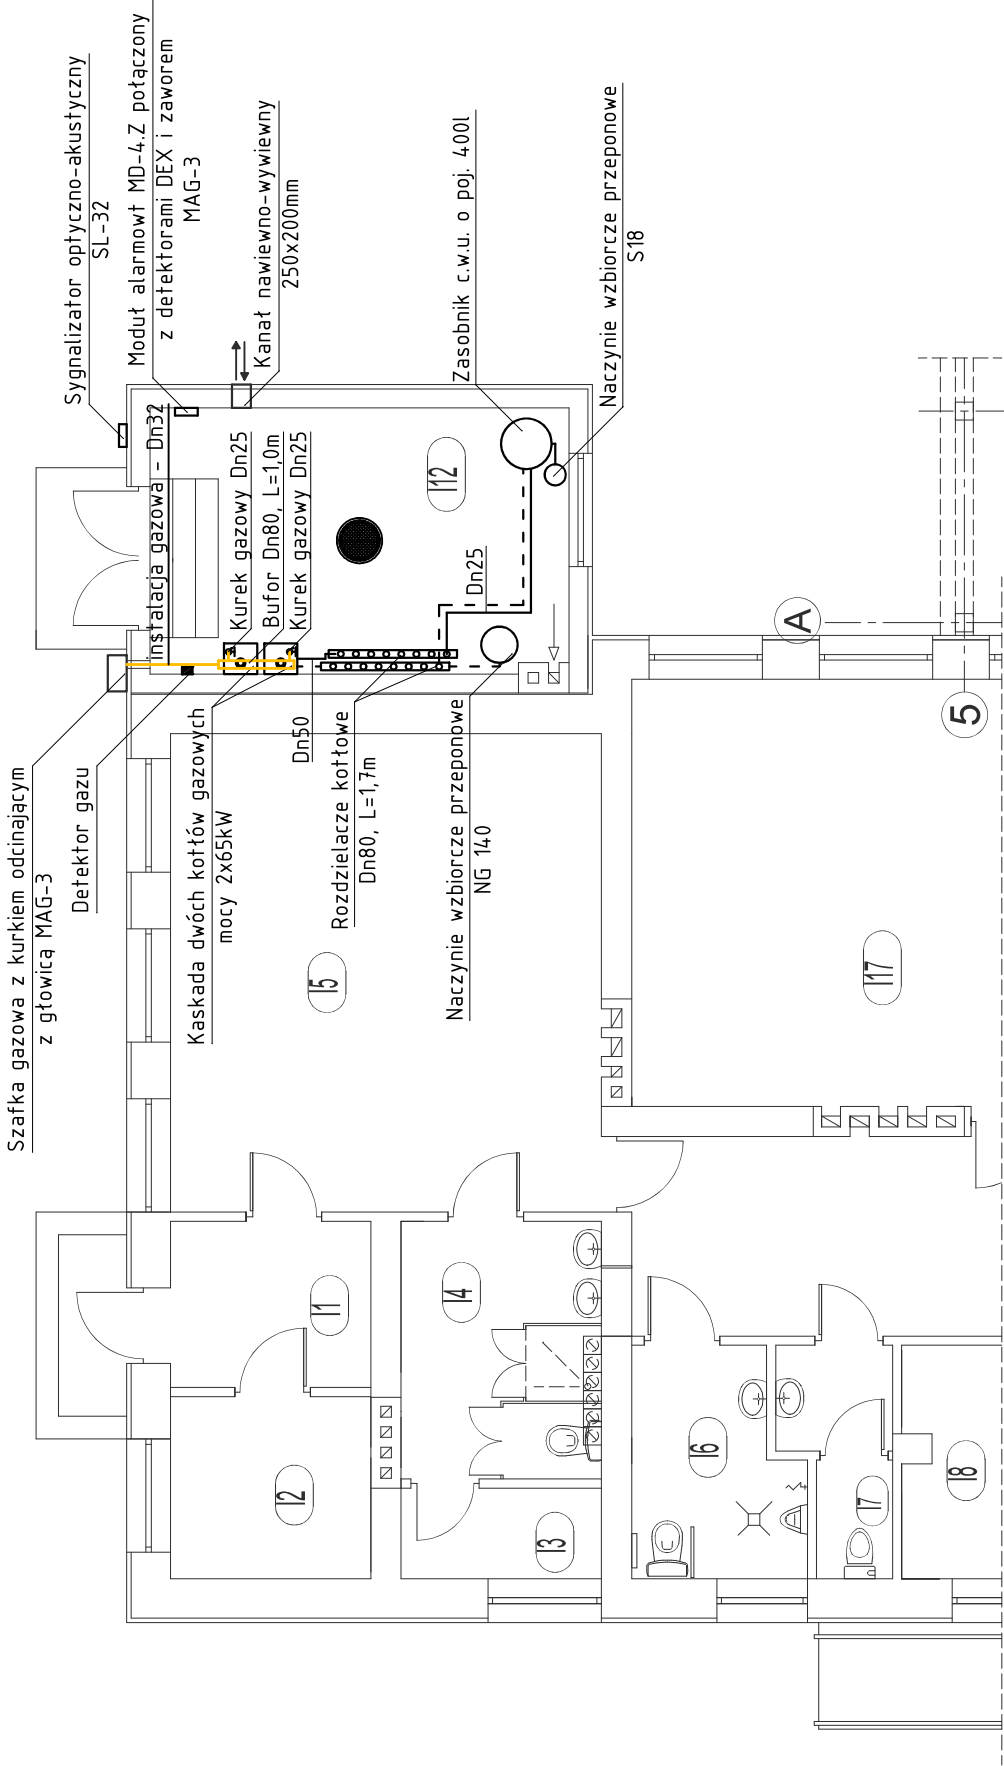 Szafka gazowa z kurkiem odcinającym
z głowicą MAG-3
Detektor gazu
Sygnalizator optyczno-akustyczny
SL-32
Moduł alarmowt MD-4.Z połączony
z detektorami DEX i zaworem
MAG-3
instalacja gazowa - Dn32
Kaskada dwóch kotłów gazowych
mocy 2x65kW
Kurek gazowy Dn25
Kanał nawiewno-wywiewny
250x200mm
Bufor Dn80, L=1,0m
Kurek gazowy Dn25
Dn50
Rozdzielacze kotłowe
Dn80, L=1,7m
Naczynie wzbiorcze przeponowe
NG 140
Zasobnik c.w.u. o poj. 400l
Dn25
Naczynie wzbiorcze przeponowe
S18
I12
I5
I1
I2
I4
I3
I6
I7
I8
I17
A
5